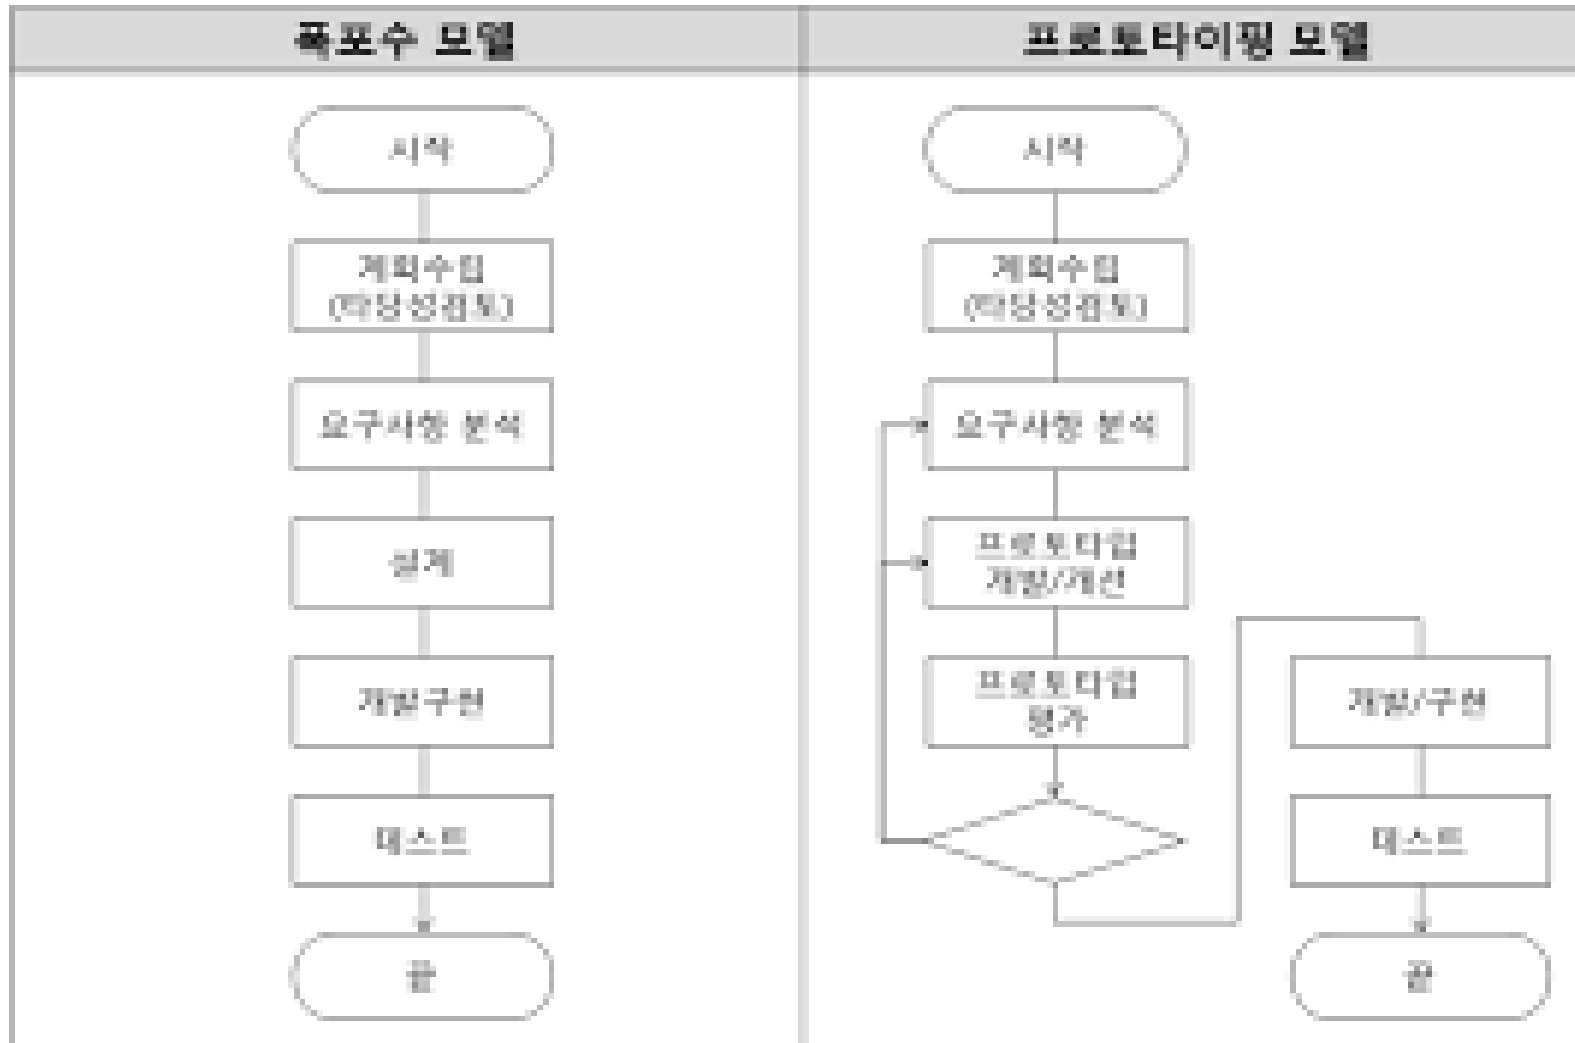 폭포수 모델
시작
계획수립
(타당성검토)
요구사항 분석
설계
개발구현
테스트
끝
프로토타이핑 모델
시작
계획수립
(타당성검토)
요구사항 분석
프로토타입
개발/개선
프로토타입
평가
개발/구현
테스트
끝